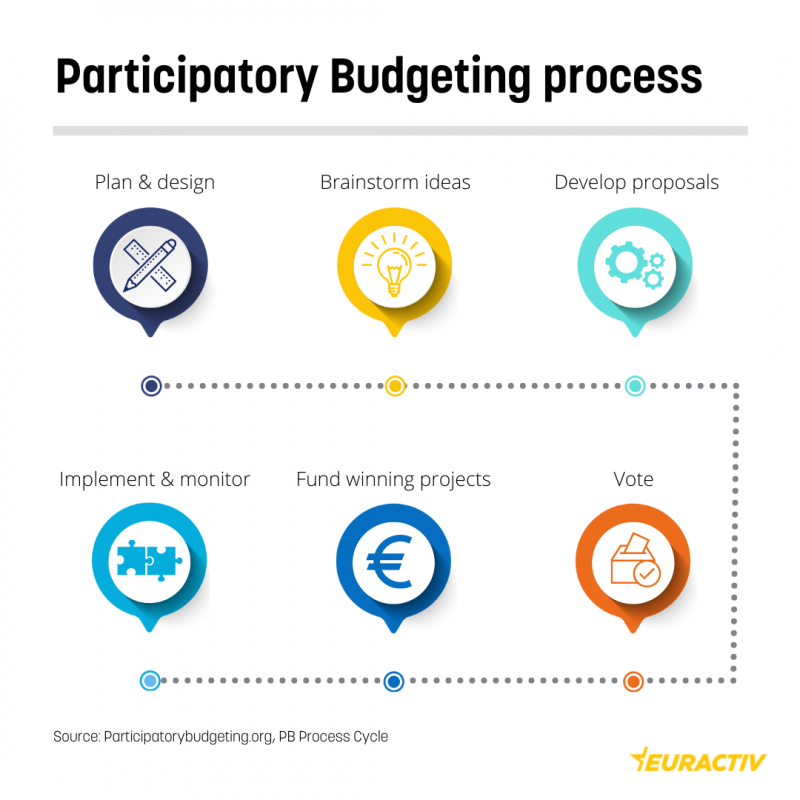 Participatory Budgeting process
Plan & design
Brainstorm ideas
Develop proposals
Implement & monitor
Fund winning projects
Vote
€
Source: Participatorybudgeting.org, PB Process Cycle
EURACTIV